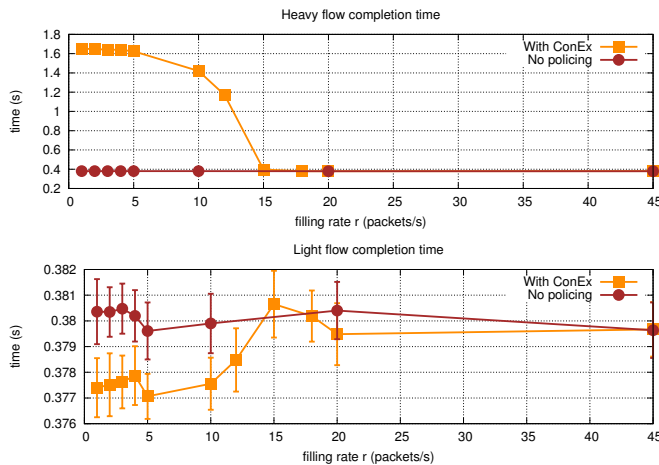 Heavy flow completion time
1.8
1.6
1.4
1.2
1
0.8
0.6
0.4
0.2
time (s)
With ConEx
No policing
0 5 10 15 20 25 30 35 40 45
filling rate r (packets/s)
Light flow completion time
0.382
0.381
0.38
0.379
0.378
0.377
0.376
time (s)
With ConEx
No policing
0 5 10 15 20 25 30 35 40 45
filling rate r (packets/s)